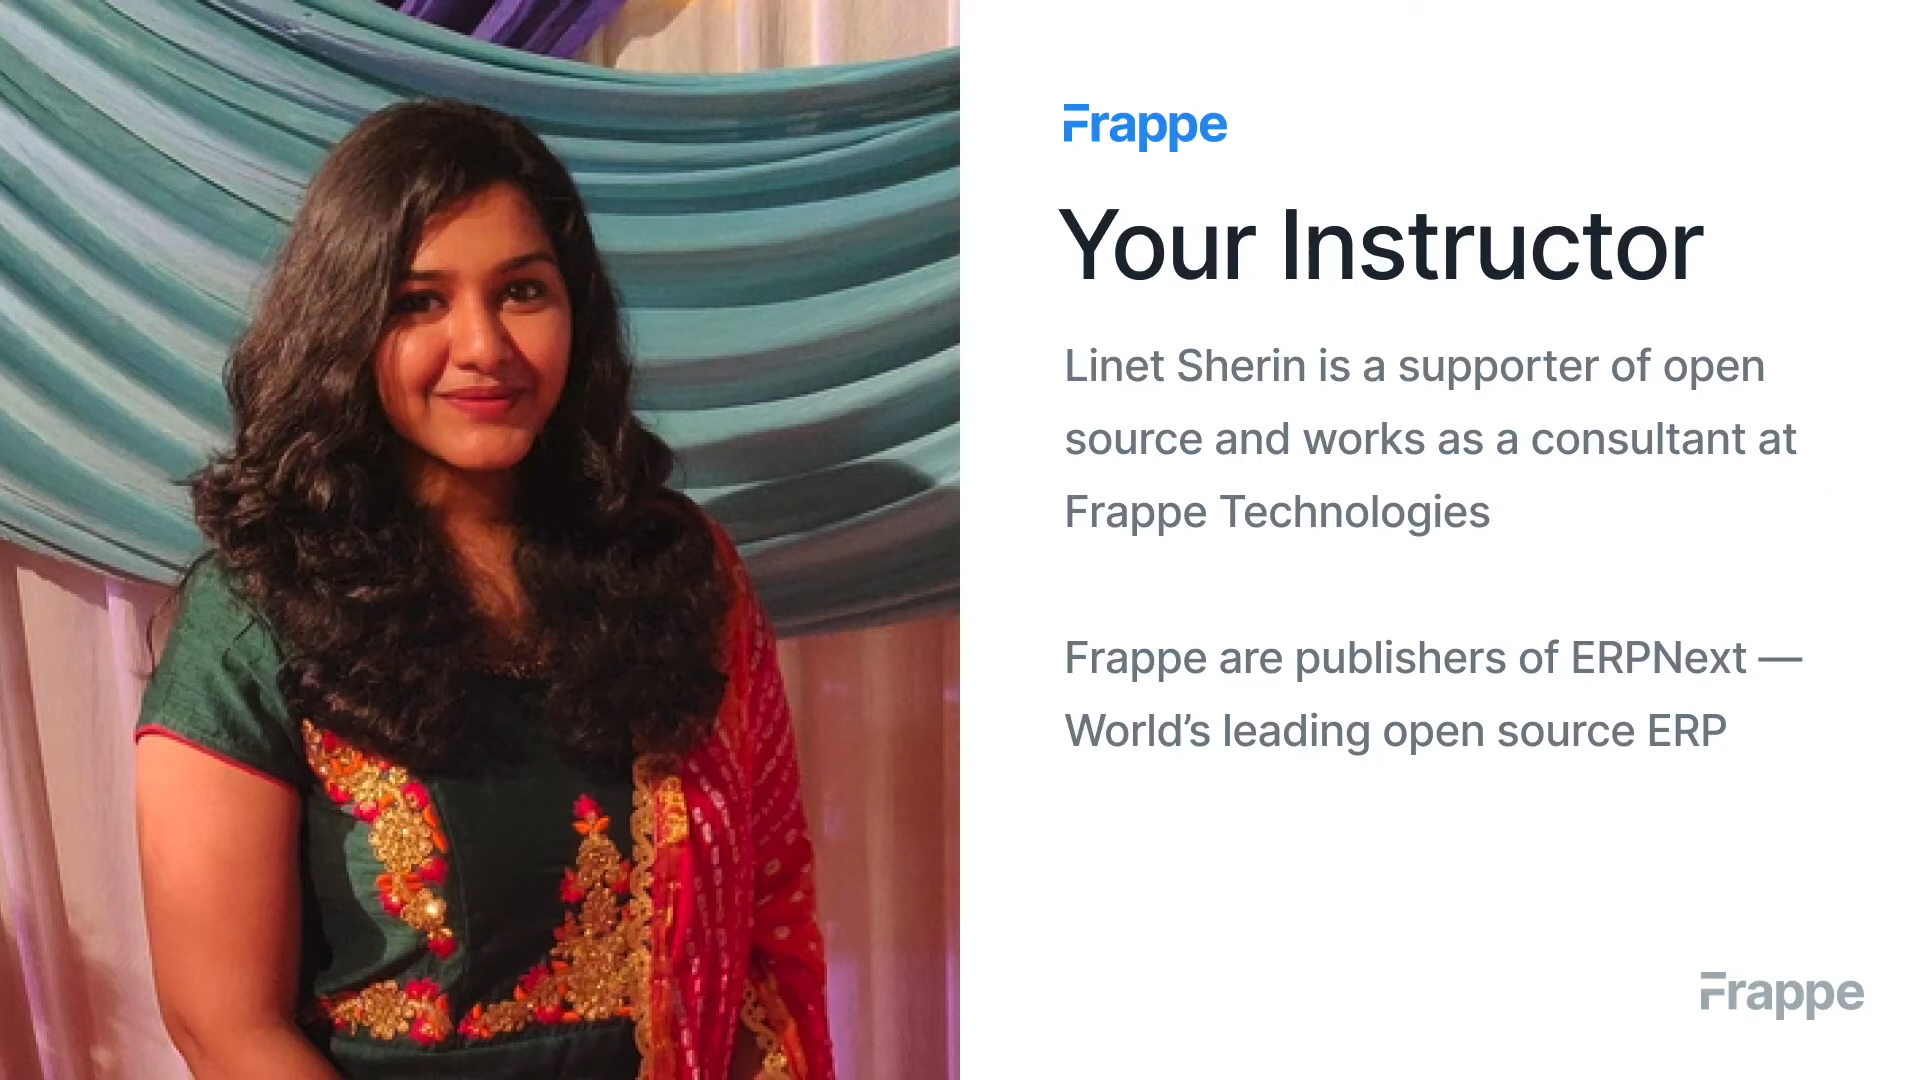 Frappe
Your Instructor
Linet Sherin is a supporter of open
source and works as a consultant at
Frappe Technologies
Frappe are publishers of ERPNext —
World’s leading open source ERP
Frappe